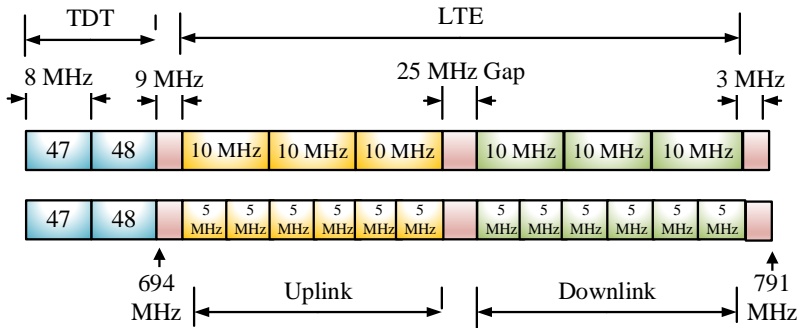 TDT LTE
8 MHz 9 MHz 25 MHz Gap 3 MHz
47 48 10 MHz 10 MHz 10 MHz 10 MHz 10 MHz 10 MHz
47 48 5 MHz 5 MHz 5 MHz 5 MHz 5 MHz 5 MHz 5 MHz 5 MHz 5 MHz 5 MHz 5 MHz 5 MHz
694 MHz Uplink Downlink 791 MHz